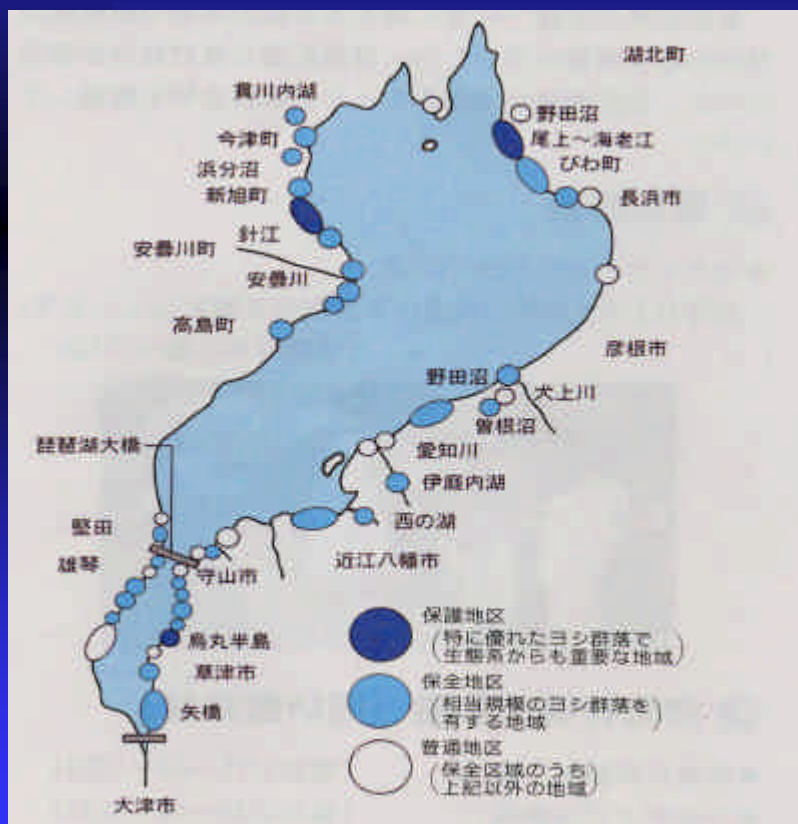 湖北町
貫川内湖
野田沼
今津町
尾上～海老江
浜分沼
びわ町
新旭町
長浜市
針江
安曇川町
安曇川
高島町
彦根市
野田沼
犬上川
曽根沼
琵琶湖大橋
愛知川
伊庭内湖
堅田
西の湖
雄琴
守山市
近江八幡市
烏丸半島
草津市
矢橋
大津市
保護地区
（特に優れたヨシ群落で
生態系からも重要な地域）
保全地区
（相当規模のヨシ群落を
有する地域）
普通地区
（保全区域のうち
上記以外の地域）